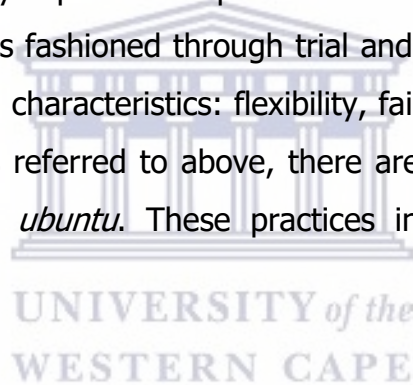 s fashioned through trial and
characteristics: flexibility, fai
referred to above, there are
ubuntu. These practices in
UNIVERSITY of the
WESTERN CAPE